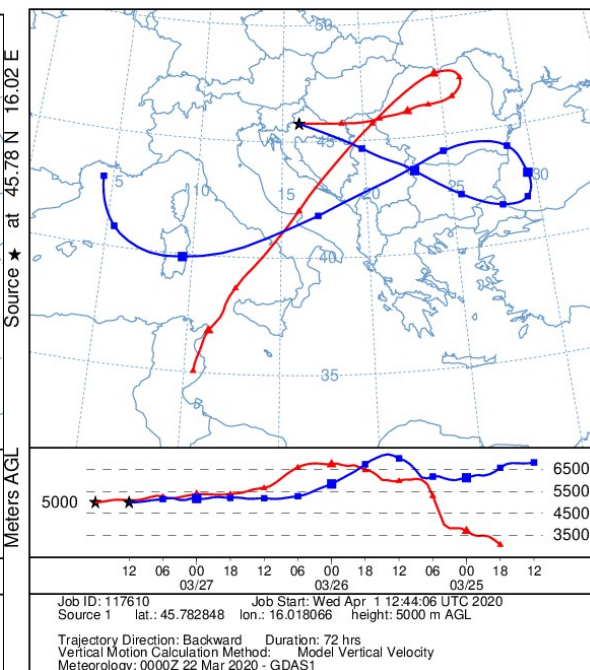 Source ★ at 45.78 N 16.02 E
50
45
5
10
5
20
25
30
40
35
Meters AGL
5000
6500
5500
4500
3500
12 06 00 18 12 06 00 18 12 06 00 18 12
03/27 03/26 03/25
Job ID: 117610 Job Start: Wed Apr 1 12:44:06 UTC 2020
Source 1 lat.: 45.782848 lon.: 16.018066 height: 5000 m AGL
Trajectory Direction: Backward Duration: 72 hrs
Vertical Motion Calculation Method: Model Vertical Velocity
Meteorology: 0000Z 22 Mar 2020 - GDAS1